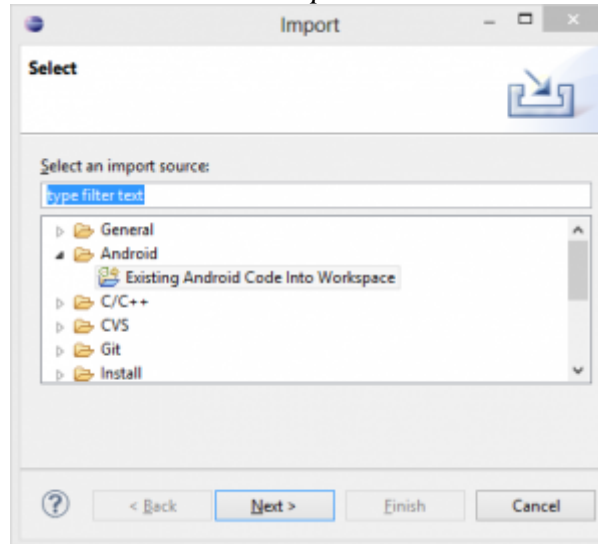 Import
Select
Select an import source:
type filter text
General
Android
Existing Android Code Into Workspace
C/C++
CVS
Git
Install
? < Back Next > Finish Cancel